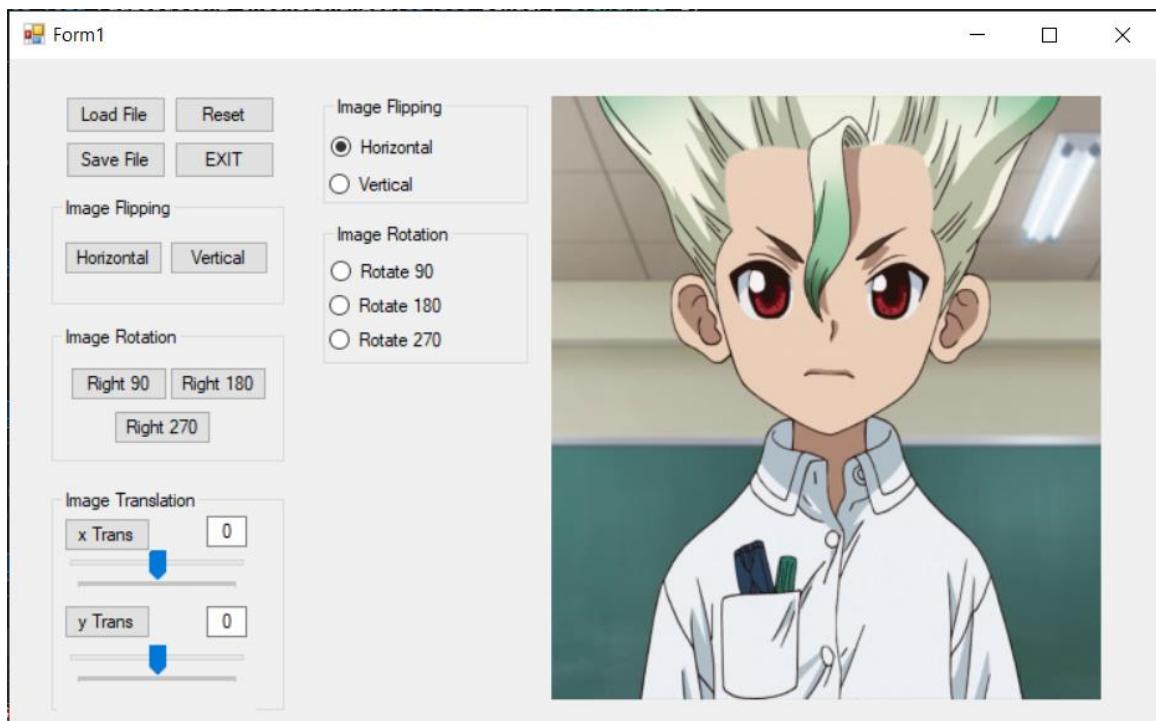 Form1
Load File
Reset
Save File
EXIT
Image Flipping
Horizontal
Vertical
Image Rotation
Right 90
Right 180
Right 270
Image Translation
x Trans
0
y Trans
0
Image Flipping
Horizontal
Vertical
Image Rotation
Rotate 90
Rotate 180
Rotate 270